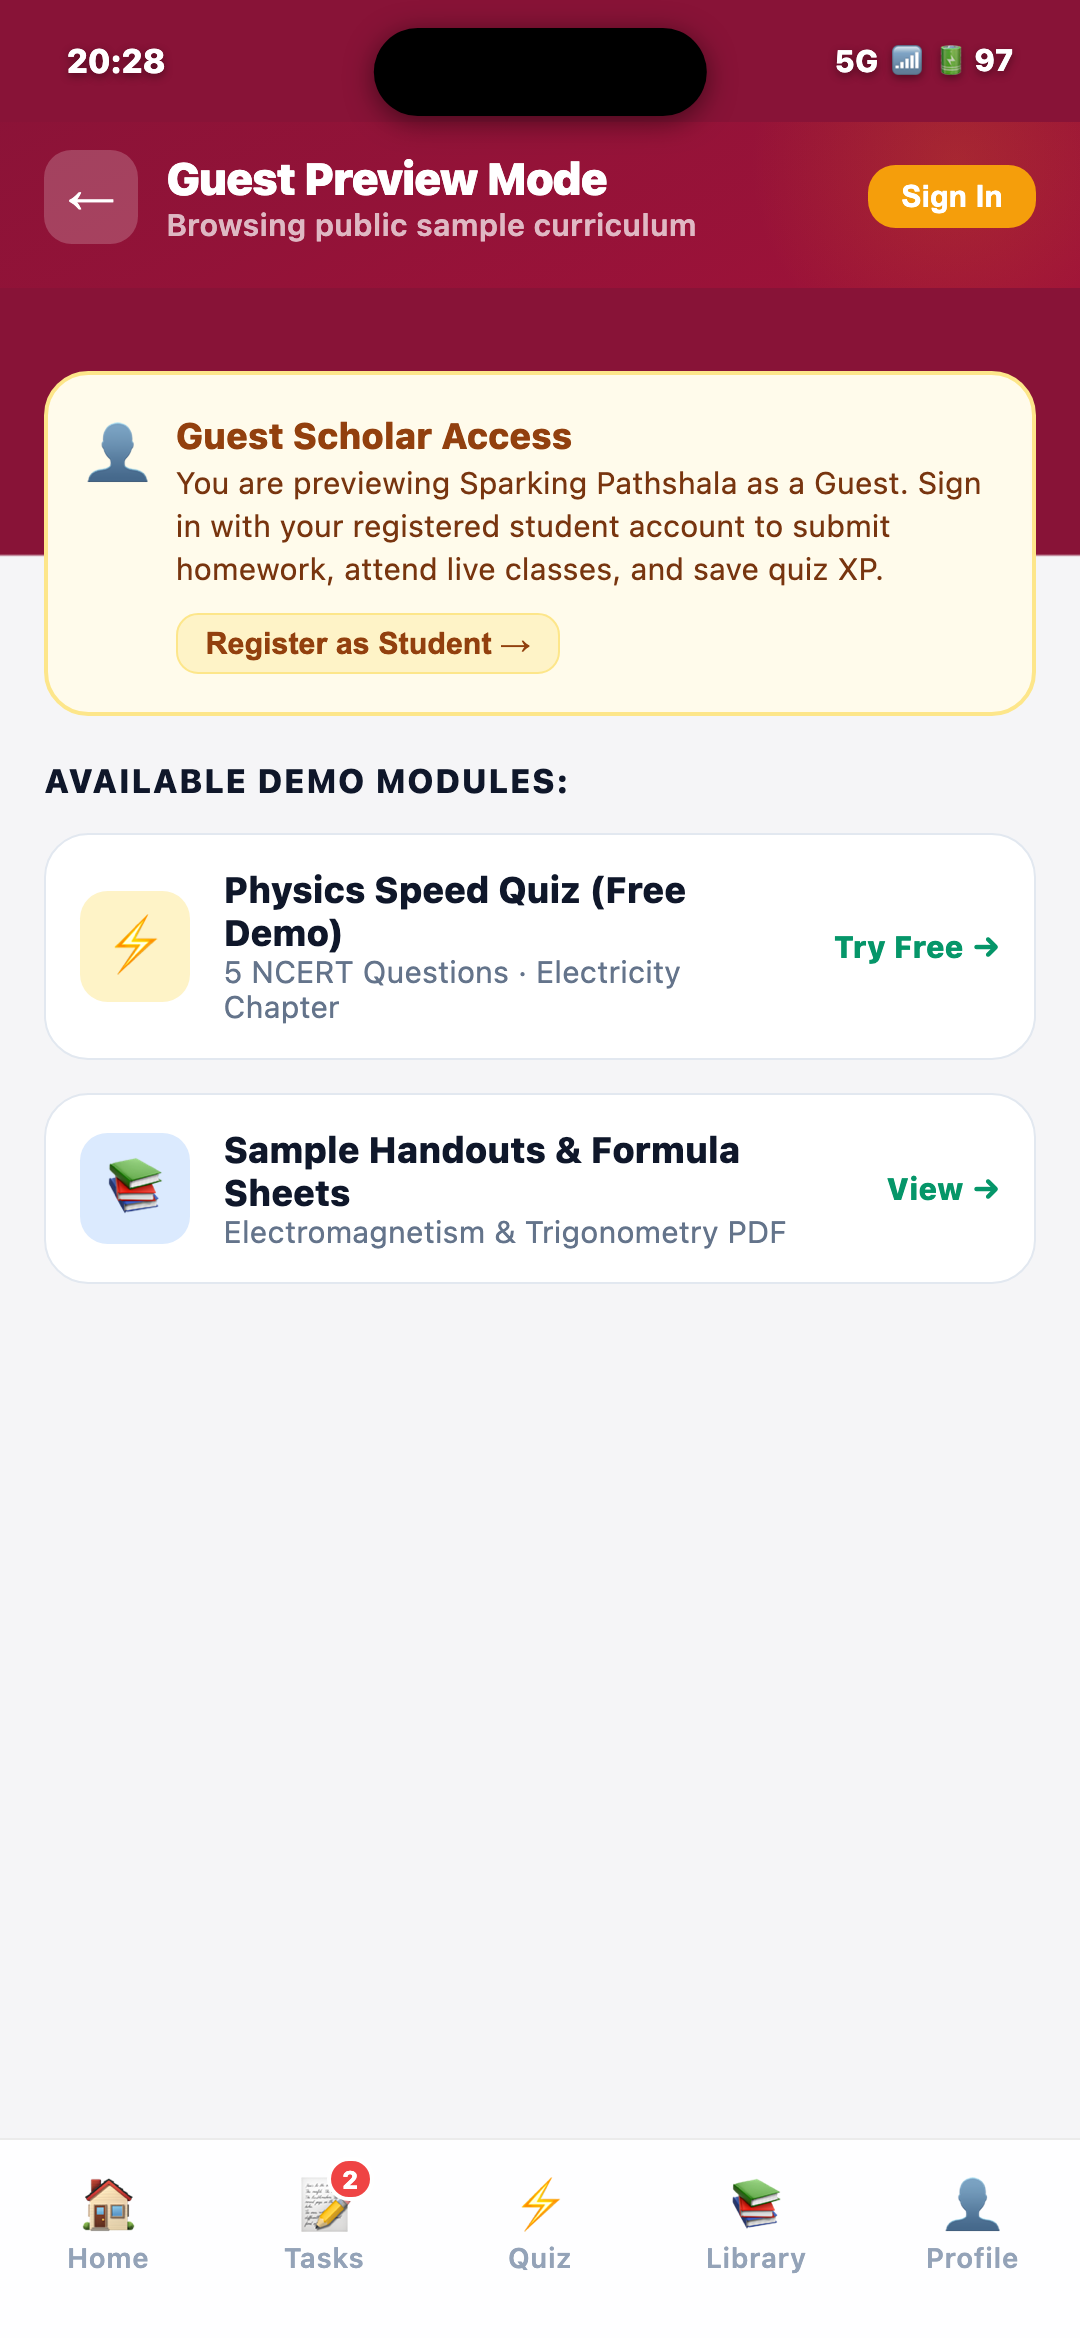 20:28
5G 97
←
Guest Preview Mode
Browsing public sample curriculum
Sign In
Guest Scholar Access
You are previewing Sparking Pathshala as a Guest. Sign
in with your registered student account to submit
homework, attend live classes, and save quiz XP.
Register as Student →
AVAILABLE DEMO MODULES:
Physics Speed Quiz (Free
Demo)
5 NCERT Questions · Electricity
Chapter
Try Free →
Sample Handouts & Formula
Sheets
Electromagnetism & Trigonometry PDF
View →
2
Home
Tasks
Quiz
Library
Profile